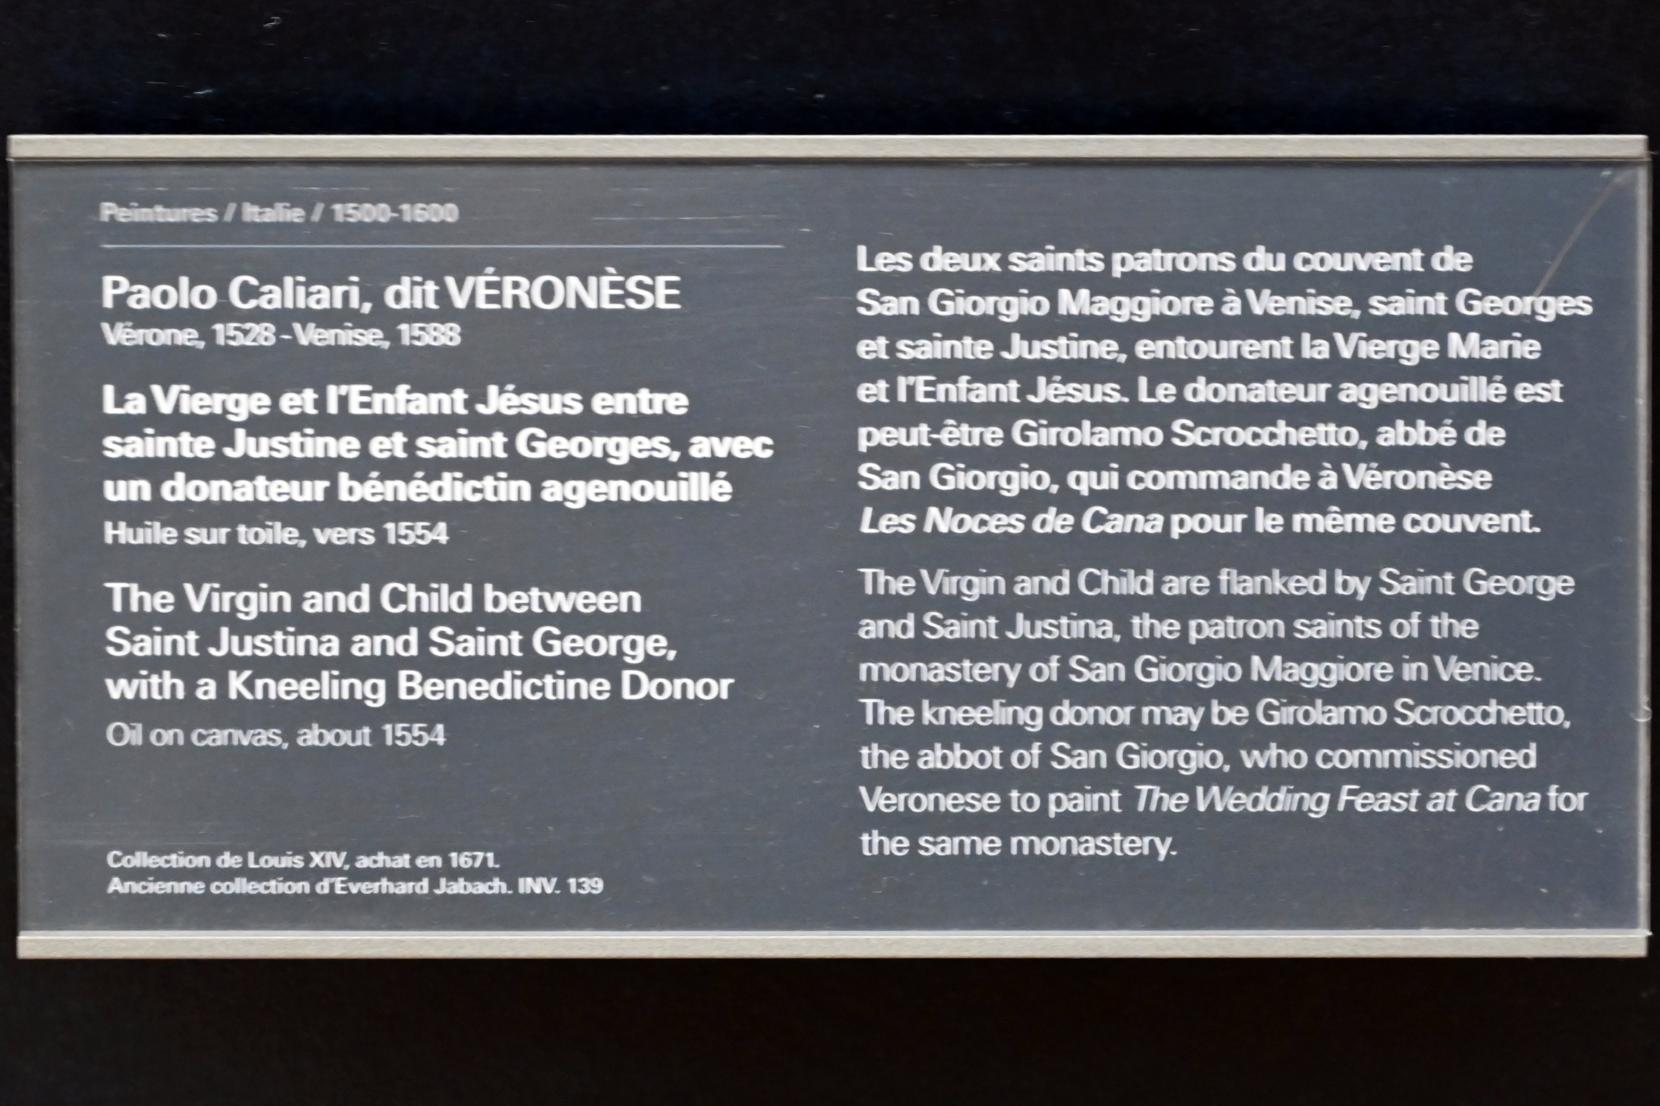 Peintures / Italie / 1500-1600
Paolo Caliari, dit VÉRONÈSE
Vérone, 1528 - Venise, 1588
La Vierge et l'Enfant Jésus entre
sainte Justine et saint Georges, avec
un donateur bénédictin agenouillé
Huile sur toile, vers 1554
The Virgin and Child between
Saint Justina and Saint George,
with a Kneeling Benedictine Donor
Oil on canvas, about 1554
Collection de Louis XIV, achat en 1671.
Ancienne collection d'Everhard Jabach. INV. 139
Les deux saints patrons du couvent de
San Giorgio Maggiore à Venise, saint Georges
et sainte Justine, entourent la Vierge Marie
et l'Enfant Jésus. Le donateur agenouillé est
peut-être Girolamo Scrocchetto, abbé de
San Giorgio, qui commande à Véronèse
Les Noces de Cana pour le même couvent.
The Virgin and Child are flanked by Saint George
and Saint Justina, the patron saints of the
monastery of San Giorgio Maggiore in Venice.
The kneeling donor may be Girolamo Scrocchetto,
the abbot of San Giorgio, who commissioned
Veronese to paint The Wedding Feast at Cana for
the same monastery.